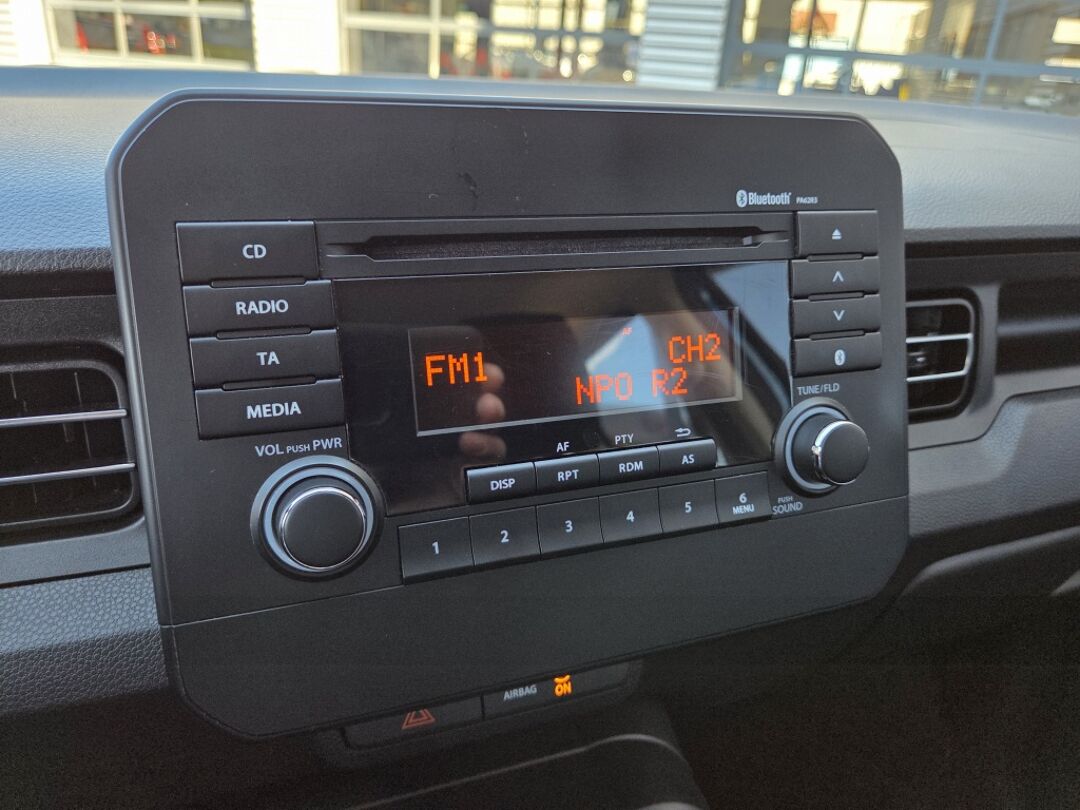 Bluetooth® PA62R3
CD
RADIO
TA
MEDIA
AF
FM1
CH2
NPO R2
VOL PUSH PWR
TUNE/FLD
AF
PTY
DISP
RPT
RDM
AS
1
2
3
4
5
6
MENU
PUSH
SOUND
AIRBAG
ON